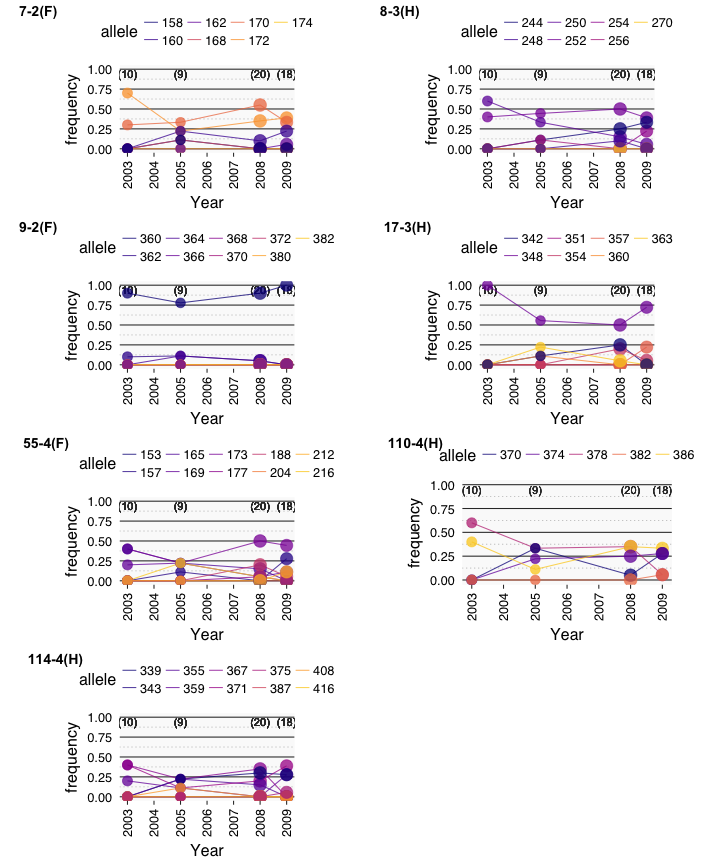 7-2(F)
allele 158 162 170 174
160 168 172
frequency
1.00
0.75
0.50
0.25
0.00
(10) (9) (20) (18)
2003 2004 2005 2006 2007 2008 2009
Year
8-3(H)
allele 244 250 254 270
248 252 256
frequency
1.00
0.75
0.50
0.25
0.00
(10) (9) (20) (18)
2003 2004 2005 2006 2007 2008 2009
Year
9-2(F)
allele 360 364 368 372 382
362 366 370 380
frequency
1.00
0.75
0.50
0.25
0.00
(10) (9) (20) (18)
2003 2004 2005 2006 2007 2008 2009
Year
17-3(H)
allele 342 351 357 363
348 354 360
frequency
1.00
0.75
0.50
0.25
0.00
(10) (9) (20) (18)
2003 2004 2005 2006 2007 2008 2009
Year
55-4(F)
allele 153 165 173 188 212
157 169 177 204 216
frequency
1.00
0.75
0.50
0.25
0.00
(10) (9) (20) (18)
2003 2004 2005 2006 2007 2008 2009
Year
110-4(H)
allele 370 374 378 382 386
frequency
1.00
0.75
0.50
0.25
0.00
(10) (9) (20) (18)
2003 2004 2005 2006 2007 2008 2009
Year
114-4(H)
allele 339 355 367 375 408
343 359 371 387 416
frequency
1.00
0.75
0.50
0.25
0.00
(10) (9) (20) (18)
2003 2004 2005 2006 2007 2008 2009
Year